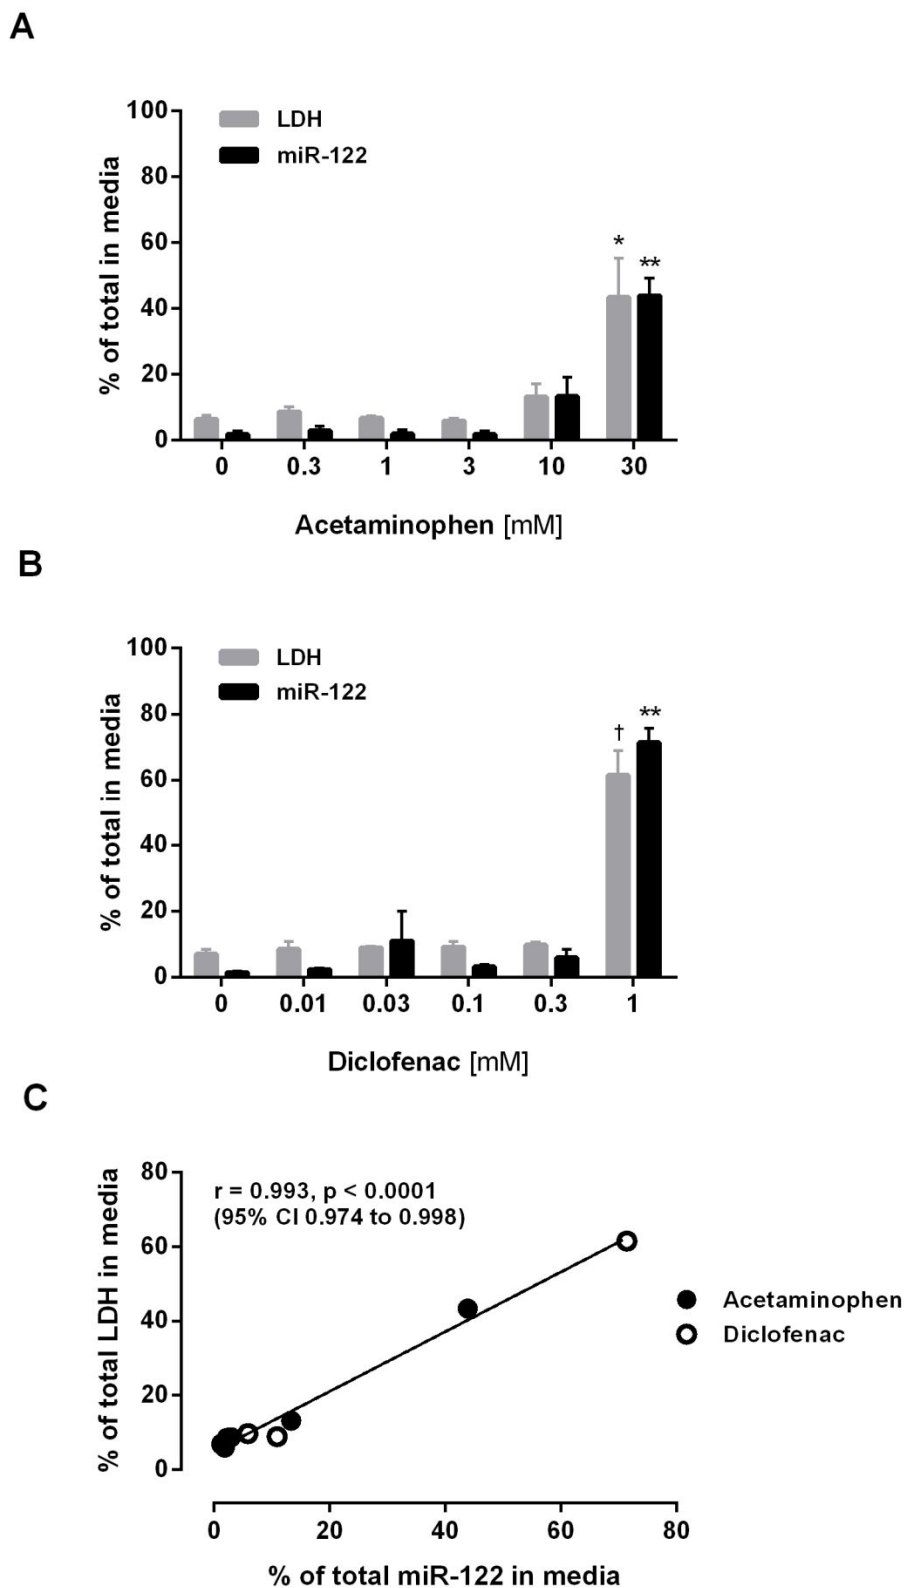 A
100
80
60
40
20
0
% of total in media
LDH
miR-122
*
**
0 0.3 1 3 10 30
Acetaminophen [mM]
B
100
80
60
40
20
0
% of total in media
LDH
miR-122
†
**
0 0.01 0.03 0.1 0.3 1
Diclofenac [mM]
C
80
60
40
20
0
% of total LDH in media
r = 0.993, p < 0.0001
(95% CI 0.974 to 0.998)
Acetaminophen
Diclofenac
0 20 40 60 80
% of total miR-122 in media